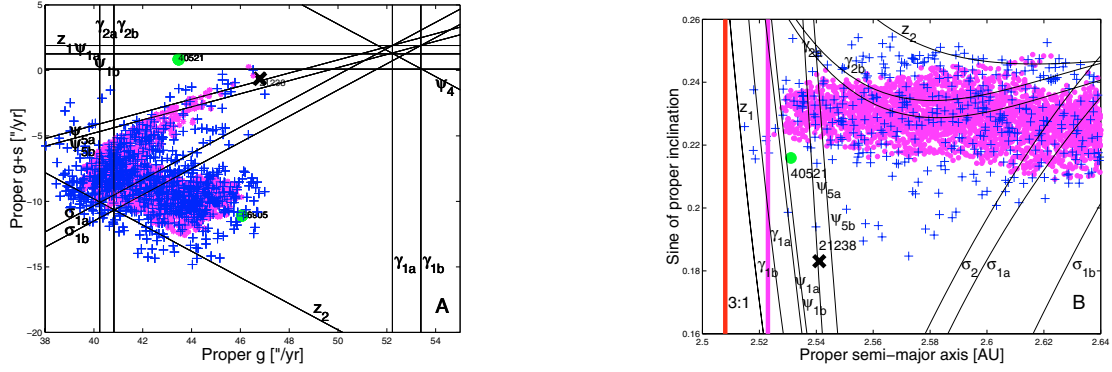 5
0
−5
−10
−15
−20
38
40
42
44
46
48
50
52
54
Proper g ["/yr]
Proper g+s ["/yr]
γ2a γ2b
z1 ψ1a
ψ1b
40521
21238
ψ4
ψ5a
ψ5b
σ1a
σ1b
66905
γ1a γ1b
z2
A
0.26
0.24
0.22
0.2
0.18
0.16
2.5
2.52
2.54
2.56
2.58
2.6
2.62
2.64
Proper semi−major axis [AU]
Sine of proper inclination
z2
γ2a
γ2b
z1
40521
ψ5a
ψ5b
γ1a
21238
γ1b
ψ1a
ψ1b
σ2
σ1a
σ1b
3:1
B